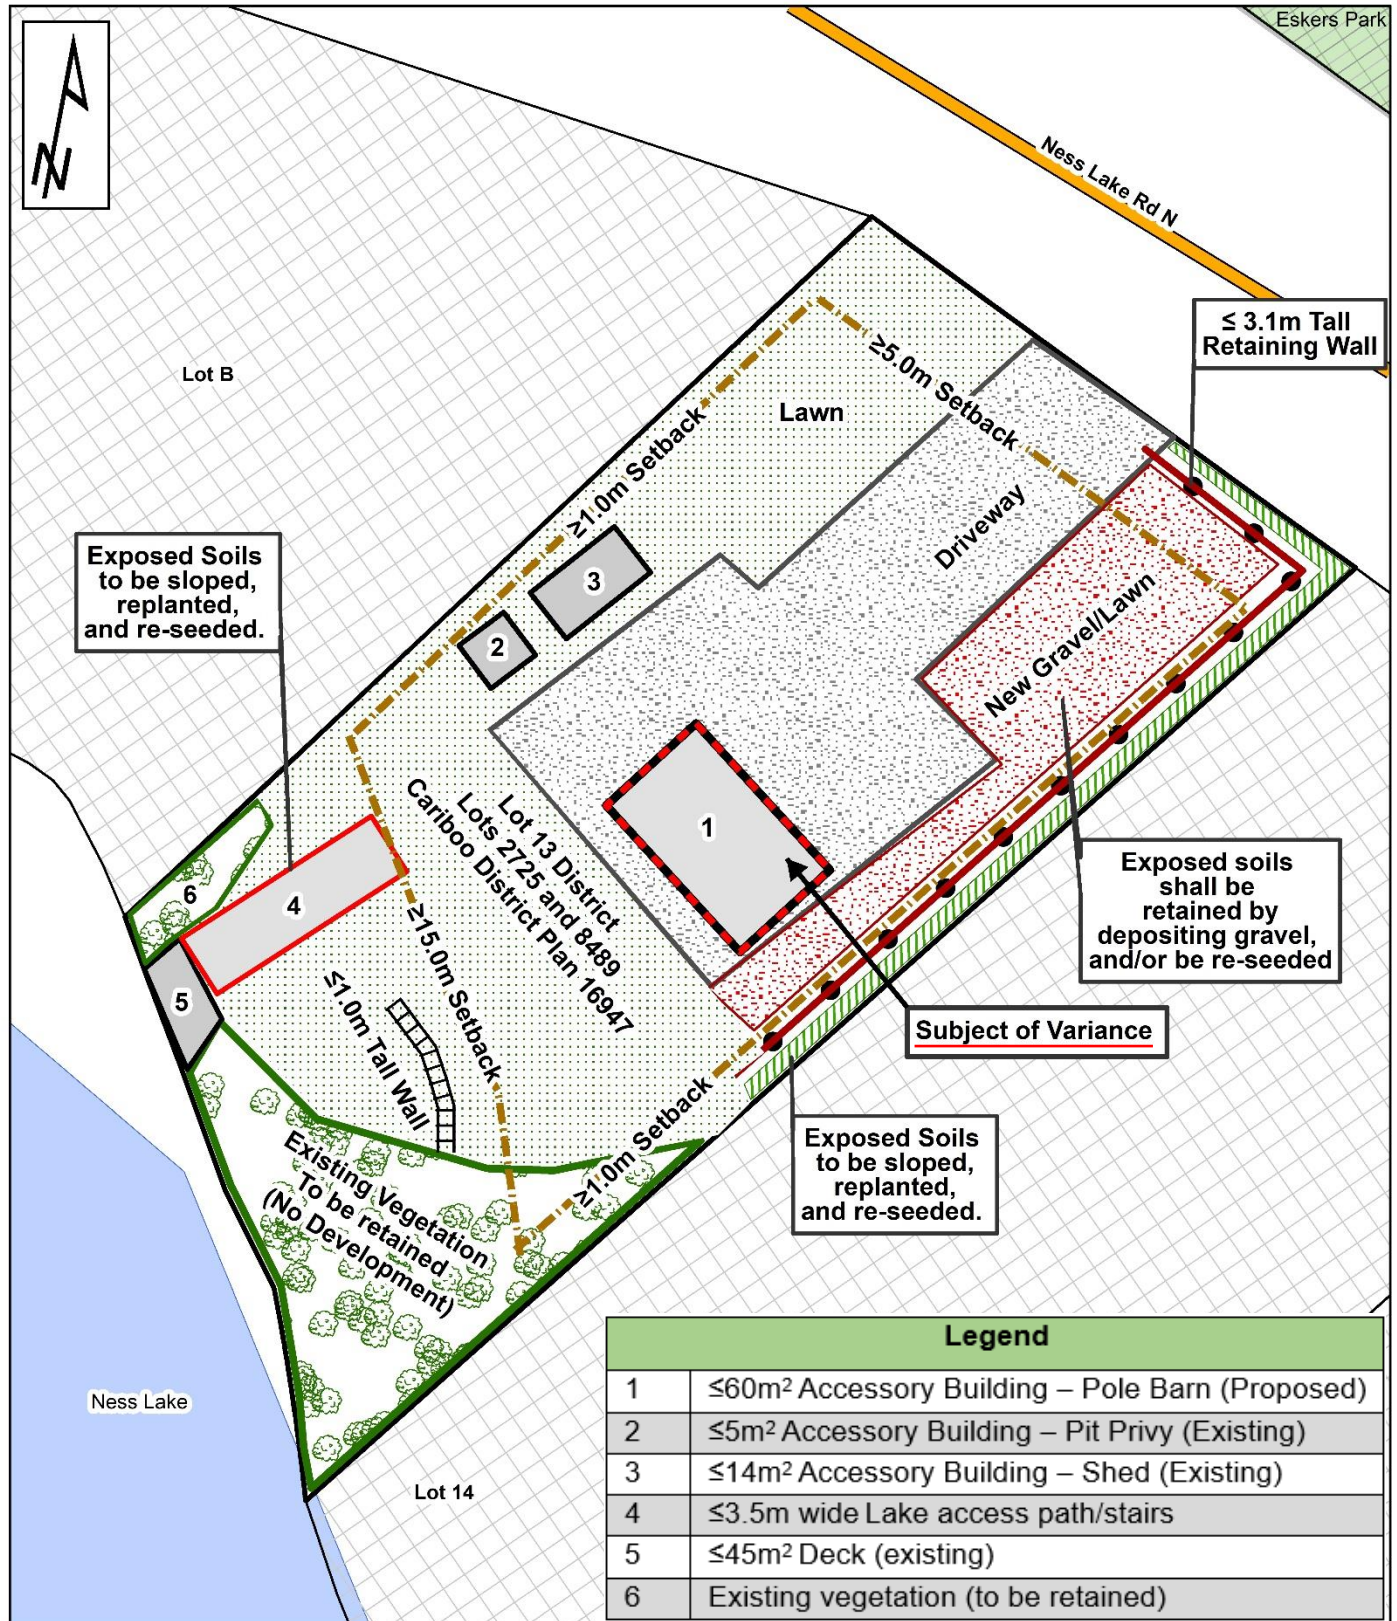 Eskers Park
N
Ness Lake Rd N
≤ 3.1m Tall
Retaining Wall
Lot B
≥5.0m Setback
Lawn
≥1.0m Setback
Driveway
Exposed Soils
to be sloped,
replanted,
and re-seeded.
3
2
New Gravel/Lawn
1
Lot 13 District
Lots 2725 and 8489
Cariboo District Plan 16947
6
4
5
≥15.0m Setback
≤1.0m Tall Wall
Exposed soils
shall be
retained by
depositing gravel,
and/or be re-seeded
Subject of Variance
≥1.0m Setback
Exposed Soils
to be sloped,
replanted,
and re-seeded.
Existing Vegetation
To be retained
(No Development)
Ness Lake
Lot 14
Legend
1 ≤60m² Accessory Building – Pole Barn (Proposed)
2 ≤5m² Accessory Building – Pit Privy (Existing)
3 ≤14m² Accessory Building – Shed (Existing)
4 ≤3.5m wide Lake access path/stairs
5 ≤45m² Deck (existing)
6 Existing vegetation (to be retained)